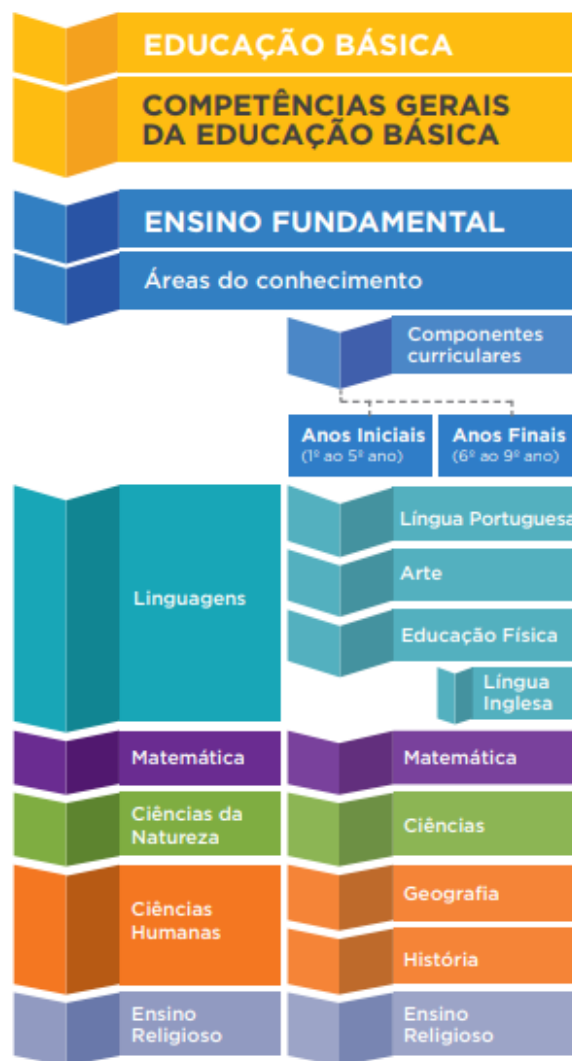 EDUCAÇÃO BÁSICA
COMPETÊNCIAS GERAIS
DA EDUCAÇÃO BÁSICA
ENSINO FUNDAMENTAL
Áreas do conhecimento
Componentes
curriculares
Anos Iniciais
(1º ao 5º ano)
Anos Finais
(6º ao 9º ano)
Linguagens
Língua Portuguesa
Arte
Educação Física
Língua
Inglesa
Matemática
Matemática
Ciências da
Natureza
Ciências
Ciências
Humanas
Geografia
História
Ensino
Religioso
Ensino
Religioso